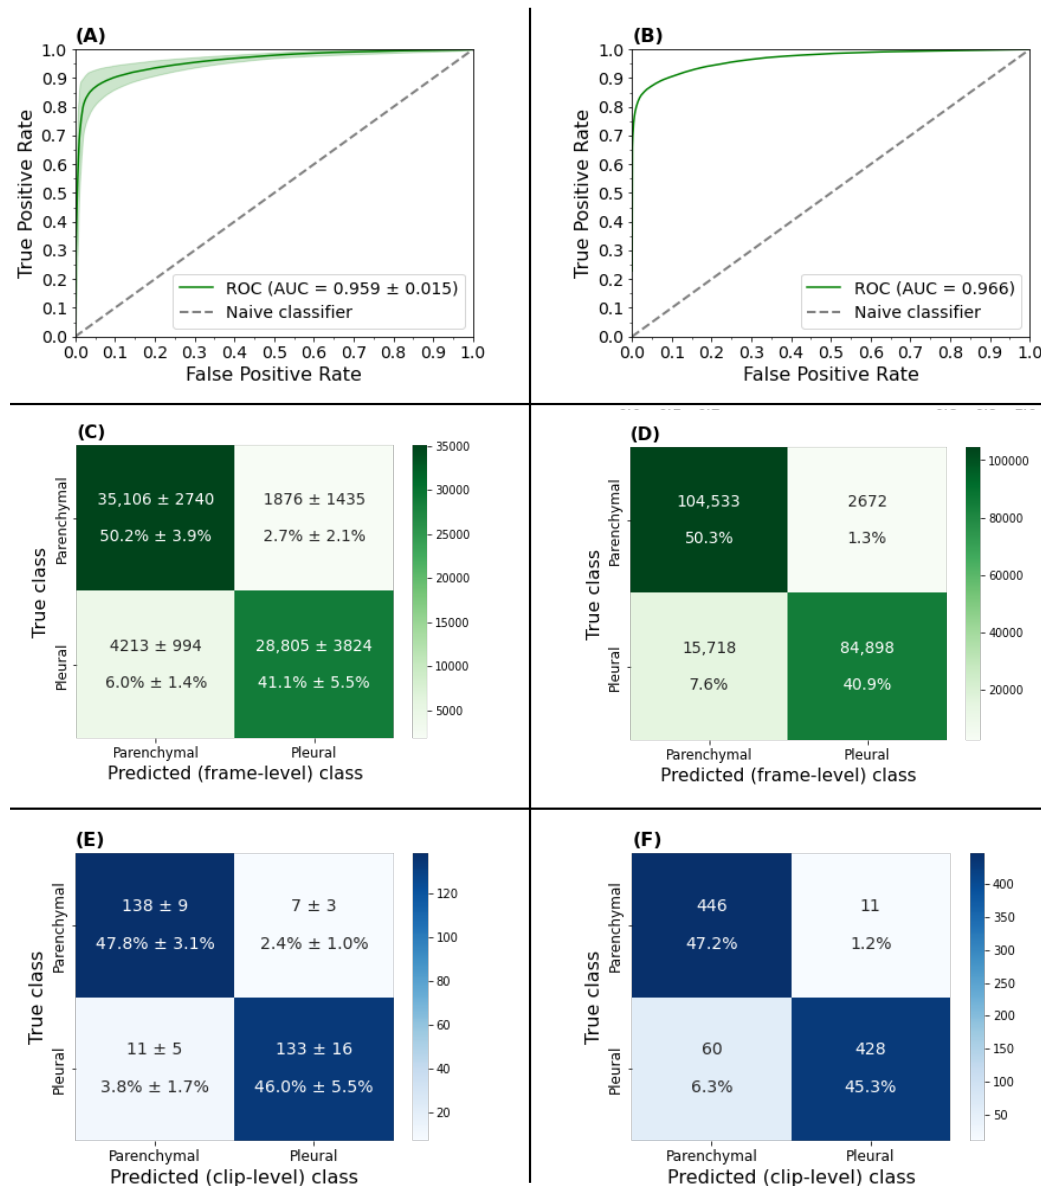 (A)
1.0
0.9
0.8
0.7
0.6
0.5
0.4
0.3
0.2
0.1
0.0
True Positive Rate
ROC (AUC = 0.959 ± 0.015)
Naive classifier
0.0 0.1 0.2 0.3 0.4 0.5 0.6 0.7 0.8 0.9 1.0
False Positive Rate
(B)
1.0
0.9
0.8
0.7
0.6
0.5
0.4
0.3
0.2
0.1
0.0
True Positive Rate
ROC (AUC = 0.966)
Naive classifier
0.0 0.1 0.2 0.3 0.4 0.5 0.6 0.7 0.8 0.9 1.0
False Positive Rate
(C)
True class
Parenchymal
Pleural
35,106 ± 2740
50.2% ± 3.9%
1876 ± 1435
2.7% ± 2.1%
4213 ± 994
6.0% ± 1.4%
28,805 ± 3824
41.1% ± 5.5%
Parenchymal
Pleural
Predicted (frame-level) class
35000
30000
25000
20000
15000
10000
5000
(D)
True class
Parenchymal
Pleural
104,533
50.3%
2672
1.3%
15,718
7.6%
84,898
40.9%
Parenchymal
Pleural
Predicted (frame-level) class
100000
80000
60000
40000
20000
(E)
True class
Parenchymal
Pleural
138 ± 9
47.8% ± 3.1%
7 ± 3
2.4% ± 1.0%
11 ± 5
3.8% ± 1.7%
133 ± 16
46.0% ± 5.5%
Parenchymal
Pleural
Predicted (clip-level) class
120
100
80
60
40
20
(F)
True class
Parenchymal
Pleural
446
47.2%
11
1.2%
60
6.3%
428
45.3%
Parenchymal
Pleural
Predicted (clip-level) class
400
350
300
250
200
150
100
50